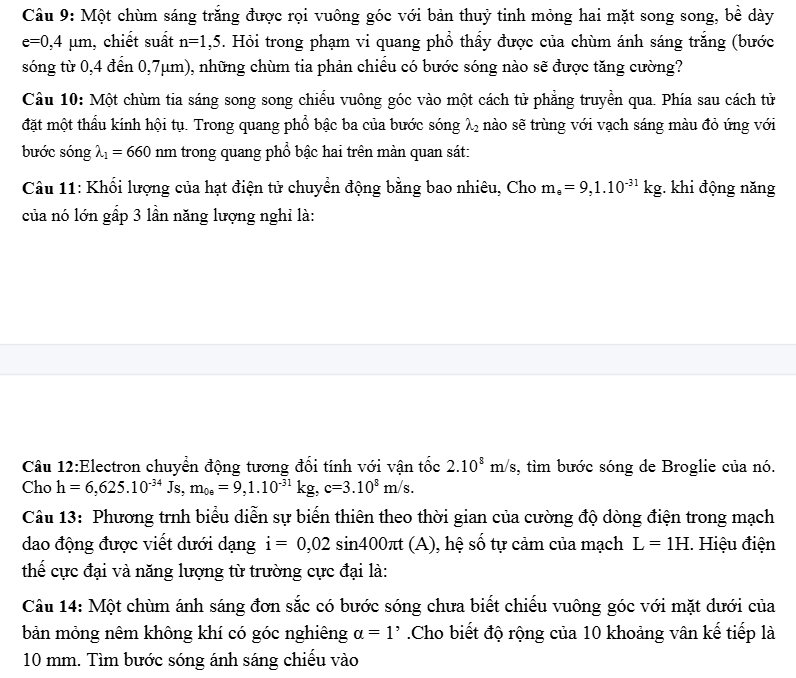 Câu 9: Một chùm sáng trắng được rọi vuông góc với bản thuỷ tinh mỏng hai mặt song song, bề dày
e=0,4 μm, chiết suất n=1,5. Hỏi trong phạm vi quang phổ thấy được của chùm ánh sáng trắng (bước
sóng từ 0,4 đến 0,7μm), những chùm tia phản chiếu có bước sóng nào sẽ được tăng cường?
Câu 10: Một chùm tia sáng song song chiếu vuông góc vào một cách tử phẳng truyền qua. Phía sau cách tử
đặt một thấu kính hội tụ. Trong quang phổ bậc ba của bước sóng λ₂ nào sẽ trùng với vạch sáng màu đỏ ứng với
bước sóng λ₁ = 660 nm trong quang phổ bậc hai trên màn quan sát:
Câu 11: Khối lượng của hạt điện tử chuyển động bằng bao nhiêu, Cho mₑ = 9,1.10⁻³¹ kg. khi động năng
của nó lớn gấp 3 lần năng lượng nghỉ là:
Câu 12:Electron chuyển động tương đối tính với vận tốc 2.10⁸ m/s, tìm bước sóng de Broglie của nó.
Cho h = 6,625.10⁻³⁴ Js, m₀ₑ = 9,1.10⁻³¹ kg, c=3.10⁸ m/s.
Câu 13: Phương trnh biểu diễn sự biến thiên theo thời gian của cường độ dòng điện trong mạch
dao động được viết dưới dạng i = 0,02 sin400πt (A), hệ số tự cảm của mạch L = 1H. Hiệu điện
thế cực đại và năng lượng từ trường cực đại là:
Câu 14: Một chùm ánh sáng đơn sắc có bước sóng chưa biết chiếu vuông góc với mặt dưới của
bản mỏng nêm không khí có góc nghiêng α = 1’ .Cho biết độ rộng của 10 khoảng vân kế tiếp là
10 mm. Tìm bước sóng ánh sáng chiếu vào